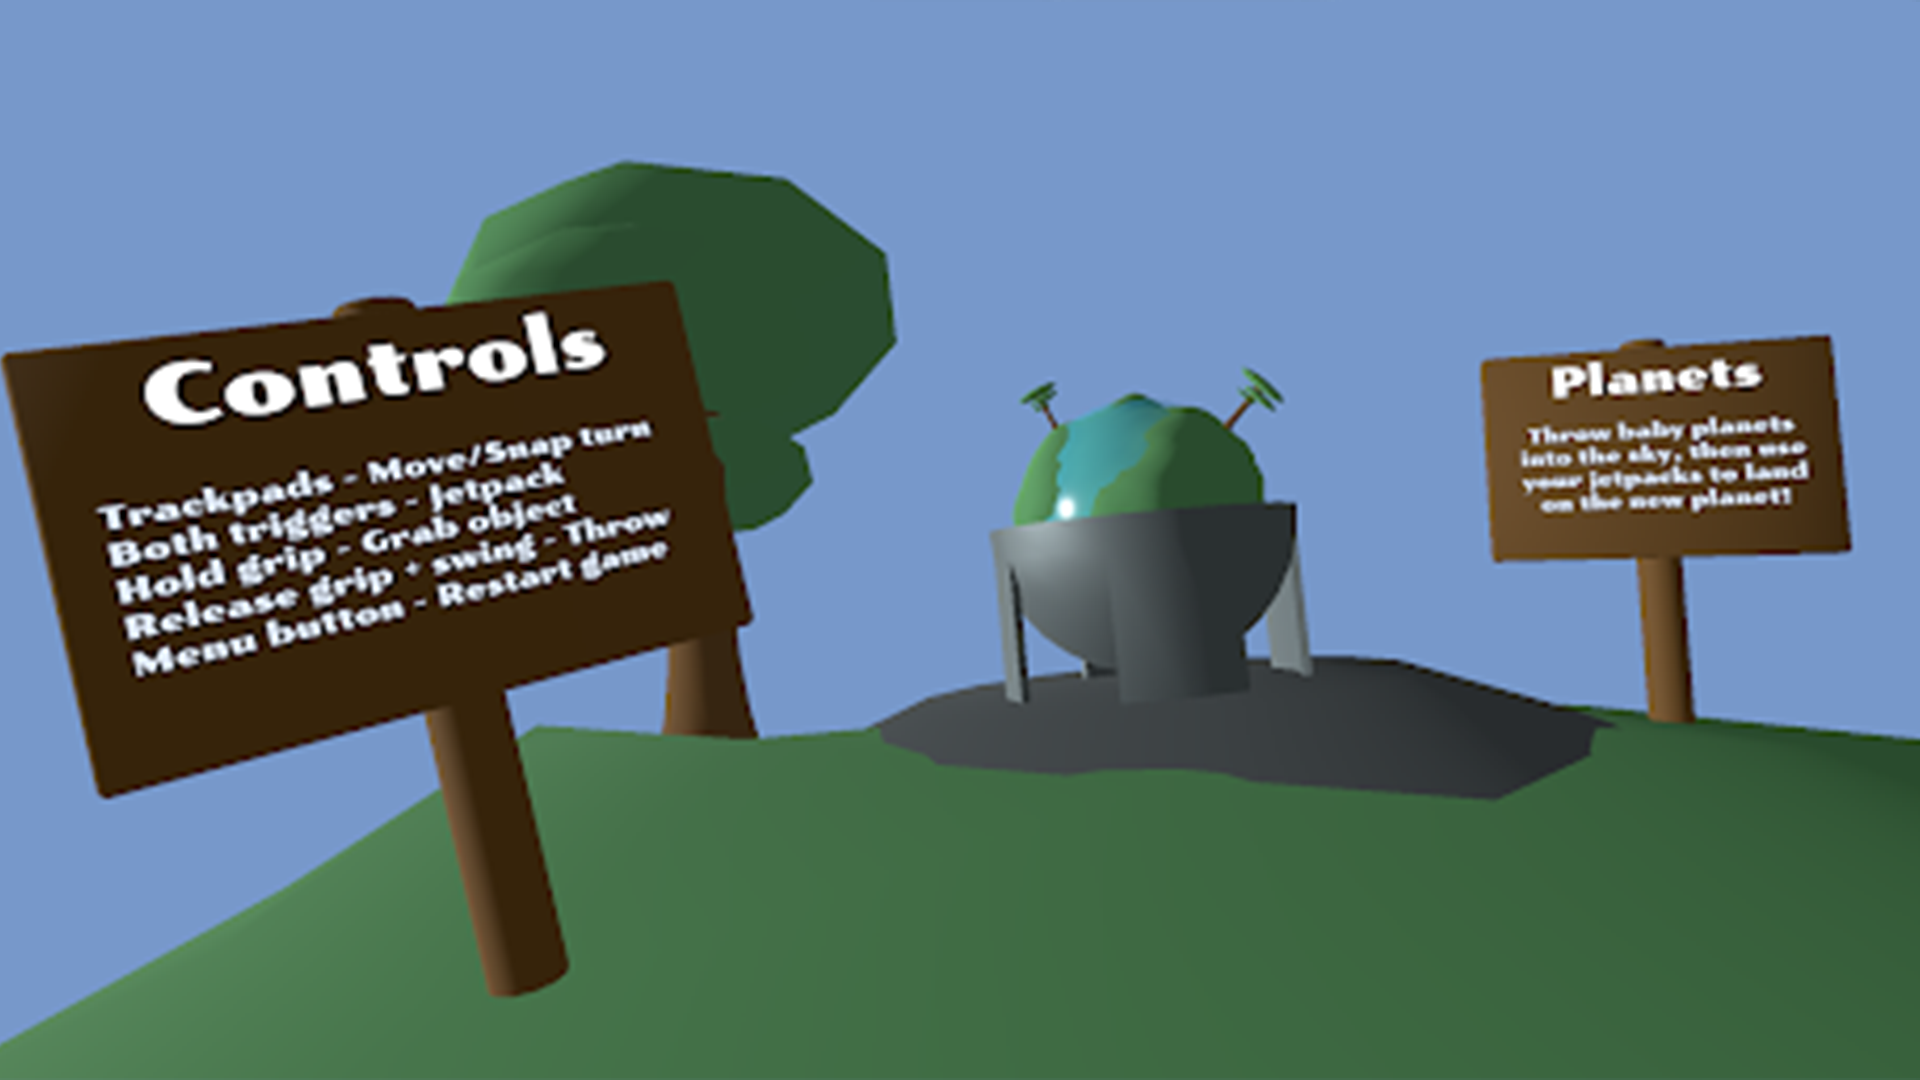 Controls
Trackpads - Move/Snap turn
Both triggers - Jetpack
Hold grip - Grab object
Release grip + swing - Throw
Menu button - Restart game
Planets
Throw baby planets
into the sky, then use
your jetpacks to land
on the new planet!